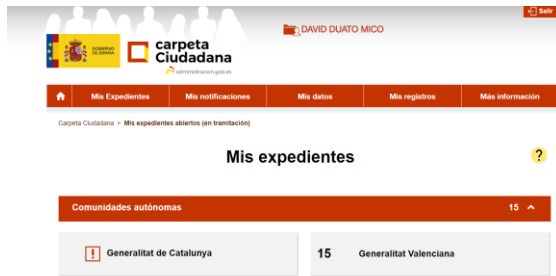 Salir
DAVID DUATO MICO
GOBIERNO
DE ESPAÑA
carpeta
Ciudadana
administracion.gob.es
Mis Expedientes
Mis notificaciones
Mis datos
Mis registros
Más información
Carpeta Ciudadana > Mis expedientes abiertos (en tramitación)
Mis expedientes
?
Comunidades autónomas 15
! Generalitat de Catalunya
15 Generalitat Valenciana